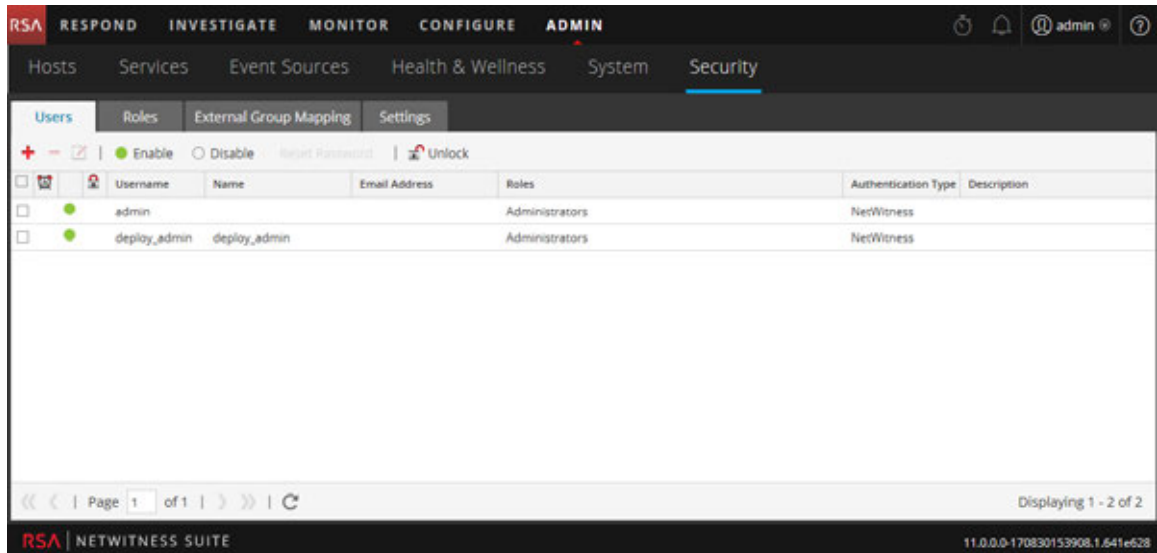 RSA RESPOND INVESTIGATE MONITOR CONFIGURE ADMIN admin
Hosts Services Event Sources Health & Wellness System Security
Users Roles External Group Mapping Settings
Enable Disable Reset Password Unlock
Username Name Email Address Roles Authentication Type Description
admin Administrators NetWitness
deploy_admin deploy_admin Administrators NetWitness
Page 1 of 1 Displaying 1 - 2 of 2
RSA NETWITNESS SUITE 11.0.0.0-170830153908.1.641e628